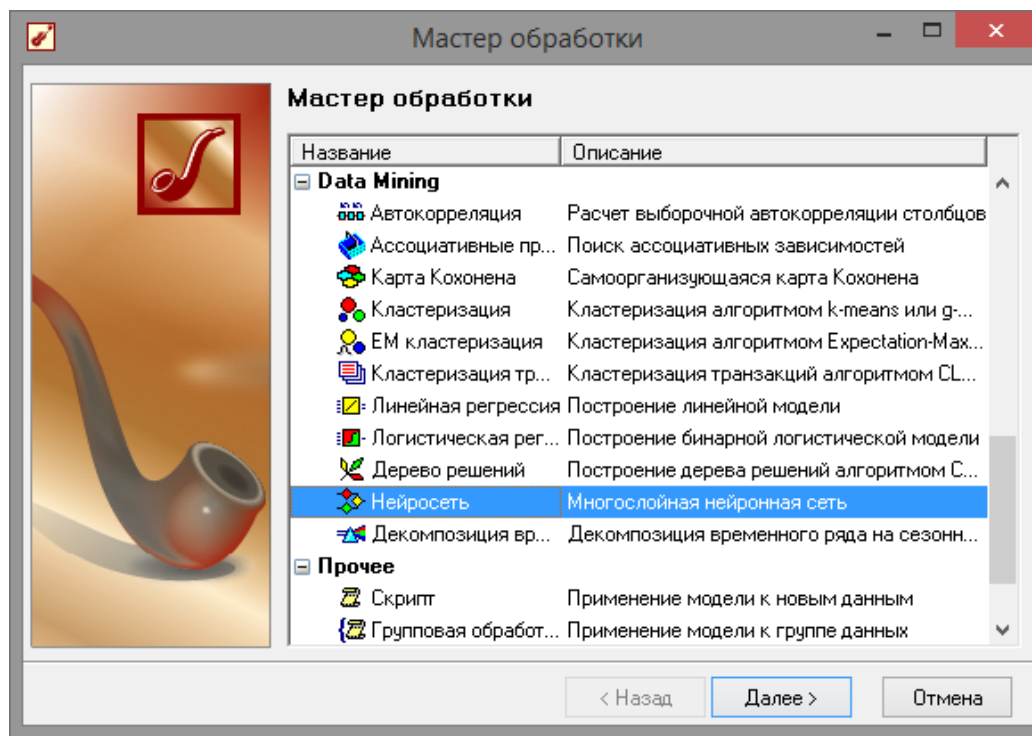 Мастер обработки
Мастер обработки
Название Описание
Data Mining
Автокорреляция Расчет выборочной автокорреляции столбцов
Ассоциативные пр... Поиск ассоциативных зависимостей
Карта Кохонена Самоорганизующаяся карта Кохонена
Кластеризация Кластеризация алгоритмом k-means или g-...
EM кластеризация Кластеризация алгоритмом Expectation-Max...
Кластеризация тр... Кластеризация транзакций алгоритмом CL...
Линейная регрессия Построение линейной модели
Логистическая рег... Построение бинарной логистической модели
Дерево решений Построение дерева решений алгоритмом C...
Нейросеть Многослойная нейронная сеть
Декомпозиция вр... Декомпозиция временного ряда на сезонн...
Прочее
Скрипт Применение модели к новым данным
Групповая обработ... Применение модели к группе данных
< Назад Далее > Отмена